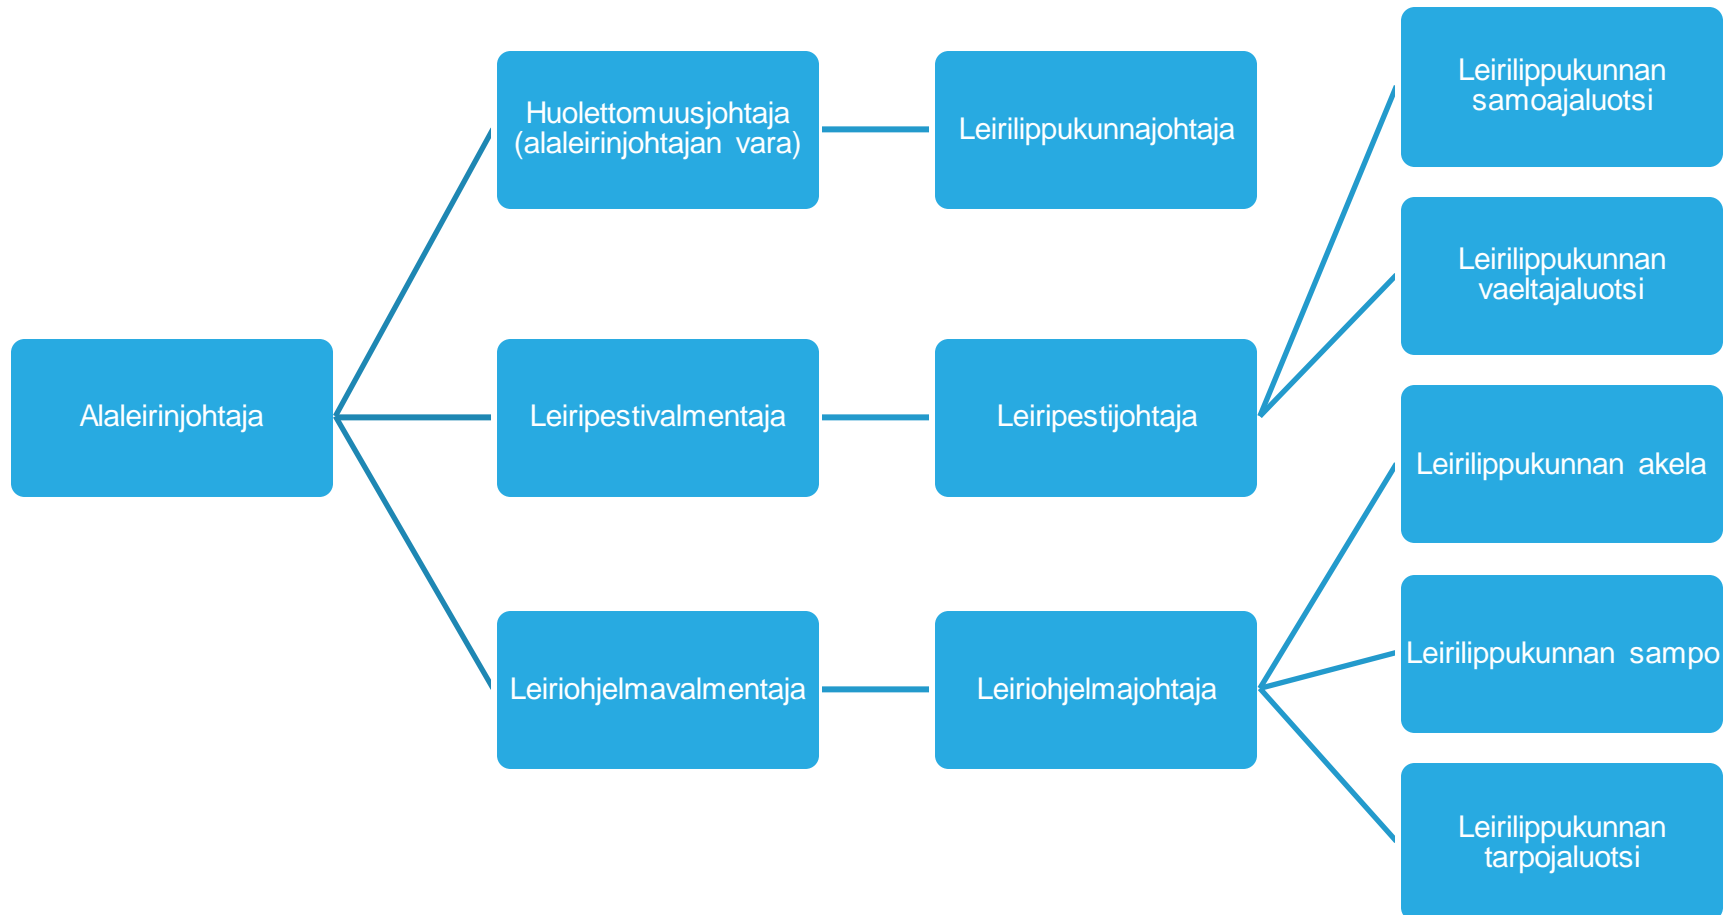 Alaleirinjohtaja
Huolettomuusjohtaja
(alaleirinjohtajan vara)
Leirilippukunnajohtaja
Leiripestivalmentaja
Leiripestijohtaja
Leirilippukunnan
samoajaluotsi
Leirilippukunnan
vaeltajaluotsi
Leiriohjelmavalmentaja
Leiriohjelmajohtaja
Leirilippukunnan akela
Leirilippukunnan sampo
Leirilippukunnan
tarpojaluotsi